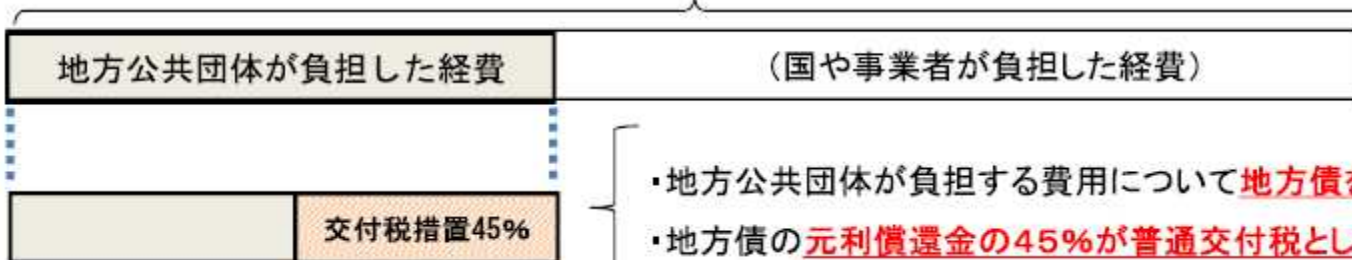 地方公共団体が負担した経費
(国や事業者が負担した経費)
・地方公共団体が負担する費用について地方債を
交付税措置45%
・地方債の元利償還金の45%が普通交付税とし